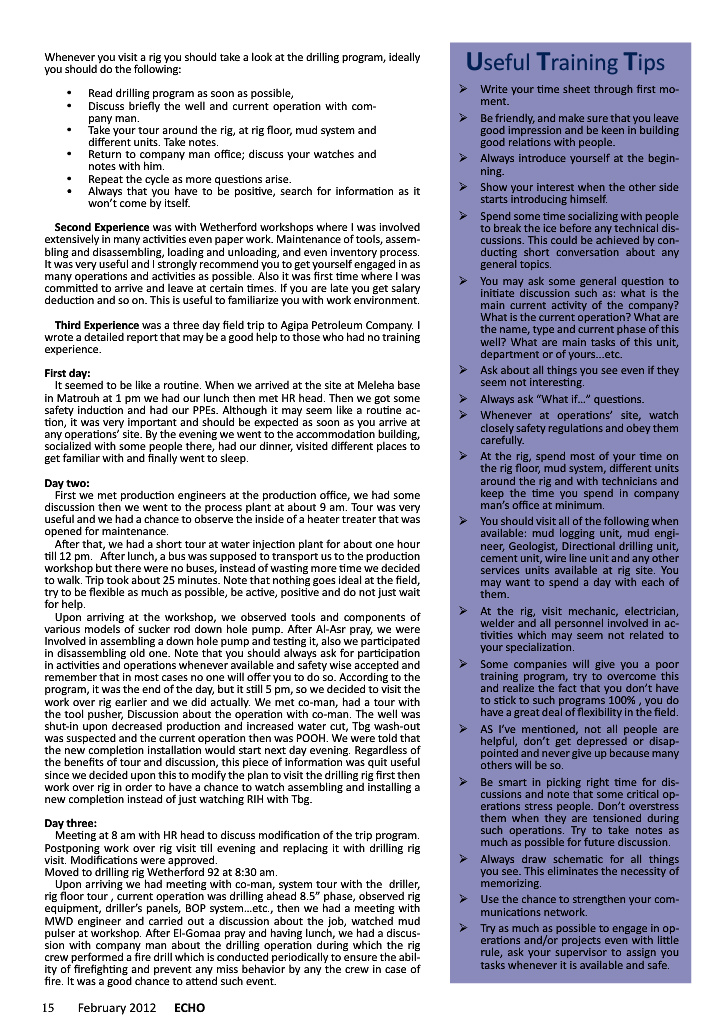 Whenever you visit a rig you should take a look at the drilling program, ideally
you should do the following:
• Read drilling program as soon as possible,
• Discuss briefly the well and current operation with com-
pany man.
• Take your tour around the rig, at rig floor, mud system and
different units. Take notes.
• Return to company man office; discuss your watches and
notes with him.
• Repeat the cycle as more questions arise.
• Always that you have to be positive, search for information as it
won't come by itself.
Second Experience was with Wetherford workshops where I was involved
extensively in many activities even paper work. Maintenance of tools, assem-
bling and disassembling, loading and unloading, and even inventory process.
It was very useful and I strongly recommend you to get yourself engaged in as
many operations and activities as possible. Also it was first time where I was
committed to arrive and leave at certain times. If you are late you get salary
deduction and so on. This is useful to familiarize you with work environment.
Third Experience was a three day field trip to Agipa Petroleum Company. I
wrote a detailed report that may be a good help to those who had no training
experience.
First day:
It seemed to be like a routine. When we arrived at the site at Meleha base
in Matrouh at 1 pm we had our lunch then met HR head. Then we got some
safety induction and had our PPEs. Although it may seem like a routine ac-
tion, it was very important and should be expected as soon as you arrive at
any operations' site. By the evening we went to the accommodation building,
socialized with some people there, had our dinner, visited different places to
get familiar with and finally went to sleep.
Day two:
First we met production engineers at the production office, we had some
discussion then we went to the process plant at about 9 am. Tour was very
useful and we had a chance to observe the inside of a heater treater that was
opened for maintenance.
After that, we had a short tour at water injection plant for about one hour
till 12 pm. After lunch, a bus was supposed to transport us to the production
workshop but there were no buses, instead of wasting more time we decided
to walk. Trip took about 25 minutes. Note that nothing goes ideal at the field,
try to be flexible as much as possible, be active, positive and do not just wait
for help.
Upon arriving at the workshop, we observed tools and components of
various models of sucker rod down hole pump. After Al-Asr pray, we were
Involved in assembling a down hole pump and testing it, also we participated
in disassembling old one. Note that you should always ask for participation
in activities and operations whenever available and safety wise accepted and
remember that in most cases no one will offer you to do so. According to the
program, it was the end of the day, but it still 5 pm, so we decided to visit the
work over rig earlier and we did actually. We met co-man, had a tour with
the tool pusher, Discussion about the operation with co-man. The well was
shut-in upon decreased production and increased water cut, Tbg wash-out
was suspected and the current operation then was POOH. We were told that
the new completion installation would start next day evening. Regardless of
the benefits of tour and discussion, this piece of information was quit useful
since we decided upon this to modify the plan to visit the drilling rig first then
work over rig in order to have a chance to watch assembling and installing a
new completion instead of just watching RIH with Tbg.
Day three:
Meeting at 8 am with HR head to discuss modification of the trip program.
Postponing work over rig visit till evening and replacing it with drilling rig
visit. Modifications were approved.
Moved to drilling rig Wetherford 92 at 8:30 am.
Upon arriving we had meeting with co-man, system tour with the driller,
rig floor tour , current operation was drilling ahead 8.5" phase, observed rig
equipment, driller's panels, BOP system...etc., then we had a meeting with
MWD engineer and carried out a discussion about the job, watched mud
pulser at workshop. After El-Gomaa pray and having lunch, we had a discus-
sion with company man about the drilling operation during which the rig
crew performed a fire drill which is conducted periodically to ensure the abil-
ity of firefighting and prevent any miss behavior by any the crew in case of
fire. It was a good chance to attend such event.
15 February 2012 ECHO
Useful Training Tips
➢ Write your time sheet through first mo-
ment.
➢ Be friendly, and make sure that you leave
good impression and be keen in building
good relations with people.
➢ Always introduce yourself at the begin-
ning.
➢ Show your interest when the other side
starts introducing himself.
➢ Spend some time socializing with people
to break the ice before any technical dis-
cussions. This could be achieved by con-
ducting short conversation about any
general topics.
➢ You may ask some general question to
initiate discussion such as: what is the
main current activity of the company?
What is the current operation? What are
the name, type and current phase of this
well? What are main tasks of this unit,
department or of yours...etc.
➢ Ask about all things you see even if they
seem not interesting.
➢ Always ask "What if..." questions.
➢ Whenever at operations' site, watch
closely safety regulations and obey them
carefully.
➢ At the rig, spend most of your time on
the rig floor, mud system, different units
around the rig and with technicians and
keep the time you spend in company
man's office at minimum.
➢ You should visit all of the following when
available: mud logging unit, mud engi-
neer, Geologist, Directional drilling unit,
cement unit, wire line unit and any other
services units available at rig site. You
may want to spend a day with each of
them.
➢ At the rig, visit mechanic, electrician,
welder and all personnel involved in ac-
tivities which may seem not related to
your specialization.
➢ Some companies will give you a poor
training program, try to overcome this
and realize the fact that you don't have
to stick to such programs 100% , you do
have a great deal of flexibility in the field.
➢ AS I've mentioned, not all people are
helpful, don't get depressed or disap-
pointed and never give up because many
others will be so.
➢ Be smart in picking right time for dis-
cussions and note that some critical op-
erations stress people. Don't overstress
them when they are tensioned during
such operations. Try to take notes as
much as possible for future discussion.
➢ Always draw schematic for all things
you see. This eliminates the necessity of
memorizing.
➢ Use the chance to strengthen your com-
munications network.
➢ Try as much as possible to engage in op-
erations and/or projects even with little
rule, ask your supervisor to assign you
tasks whenever it is available and safe.